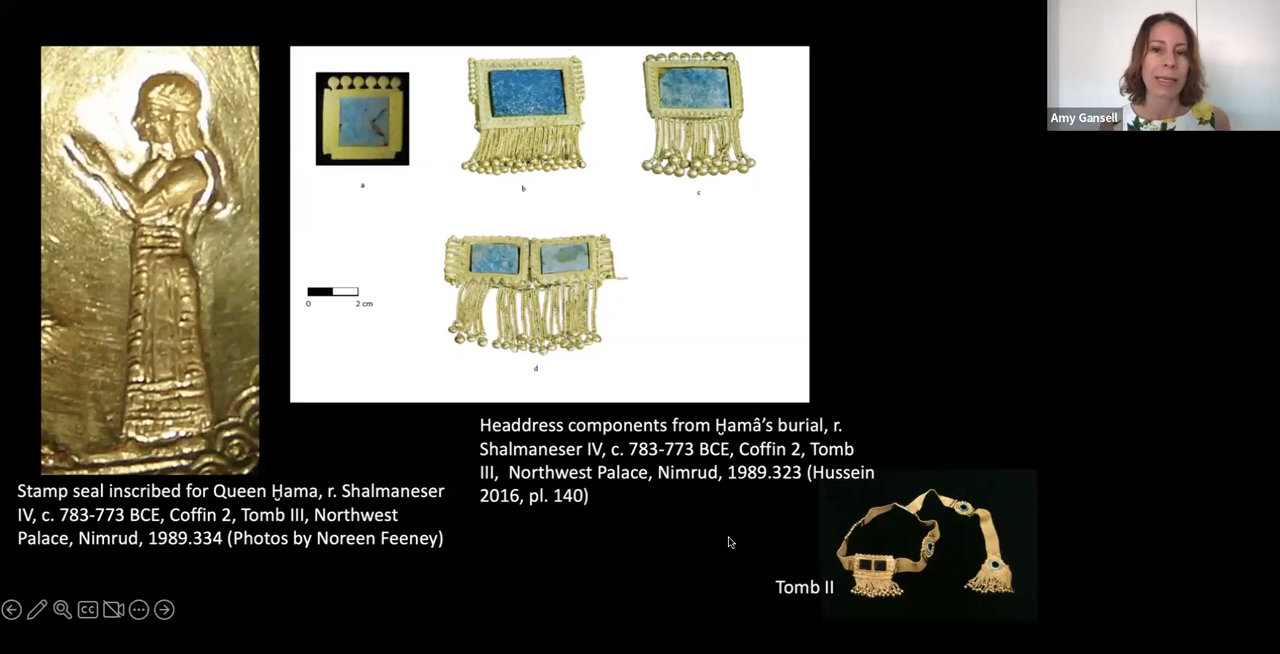 Amy Gansell
a
b
c
0 2 cm
d
Headdress components from Ḫamâ’s burial, r.
Shalmaneser IV, c. 783-773 BCE, Coffin 2, Tomb
III, Northwest Palace, Nimrud, 1989.323 (Hussein
2016, pl. 140)
Stamp seal inscribed for Queen Ḫama, r. Shalmaneser
IV, c. 783-773 BCE, Coffin 2, Tomb III, Northwest
Palace, Nimrud, 1989.334 (Photos by Noreen Feeney)
Tomb II
CC